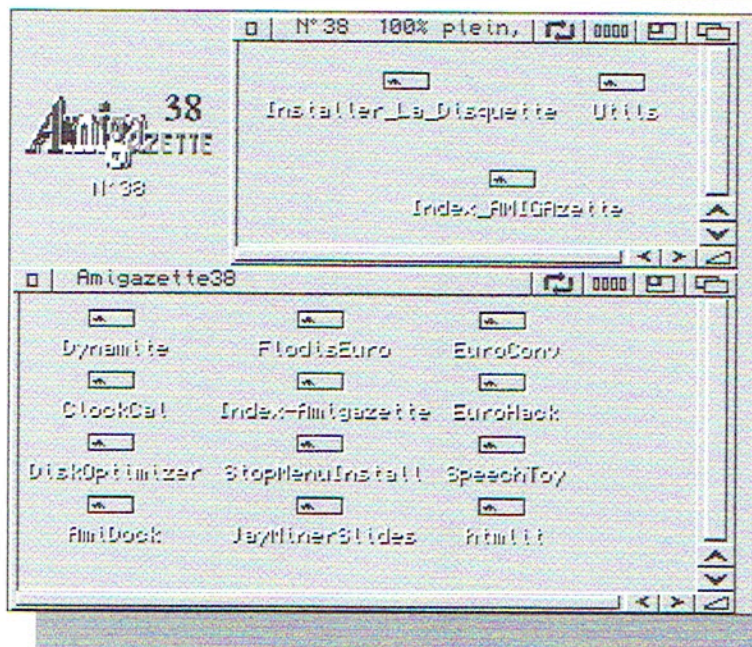 N°38 100% plein,
Installer_La_Disquette Utils
Index_AMIGAzette
Amigazette 38
N°38
Amigazette38
Dynamite FlodisEuro EuroConv
ClockCal Index-Amigazette EuroHack
DiskOptimizer StopMenuInstall SpeechToy
AmiDock JayMinerSlides htmlit